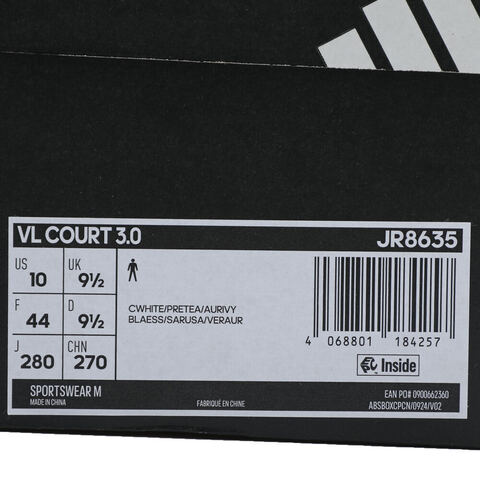 VL COURT 3.0 JR8635
US 10 UK 9½
F 44 D 9½
J 280 CHN 270
CWHITE/PRETEA/AURIVY
BLAESS/SARUSA/VERAUR
4 068801 184257
Inside
SPORTSWEAR M
MADE IN CHINA
FABRIQUÉ EN CHINE
EAN PO# 0900662360
ABSBOXCPCN/0924/V02